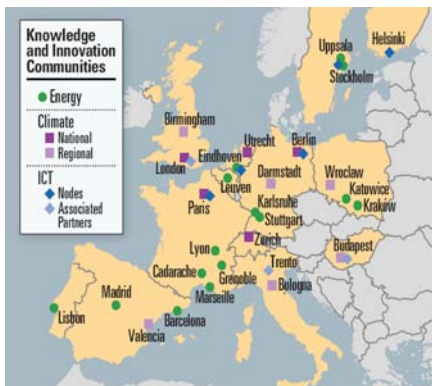 Knowledge
and Innovation
Communities
Energy
Climate
National
Regional
ICT
Nodes
Associated
Partners
Uppsala
Helsinki
Stockholm
Birmingham
Utrecht
Berlin
Eindhoven
London
Leuven
Darmstadt
Wroclaw
Katowice
Paris
Karlsruhe
Kraków
Stuttgart
Lyon
Zurich
Budapest
Trento
Cadarache
Grenoble
Madrid
Marseille
Bologna
Lisbon
Barcelona
Valencia